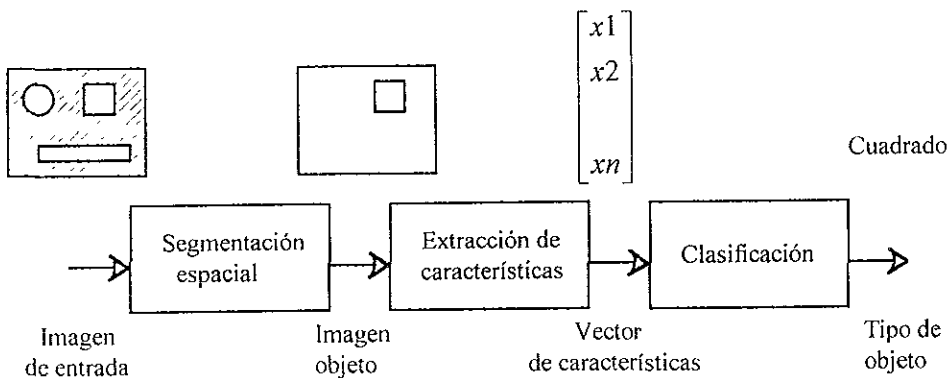 x1
x2
xn
Cuadrado
Segmentación
espacial
Extracción de
características
Clasificación
Imagen
de entrada
Imagen
objeto
Vector
de características
Tipo de
objeto